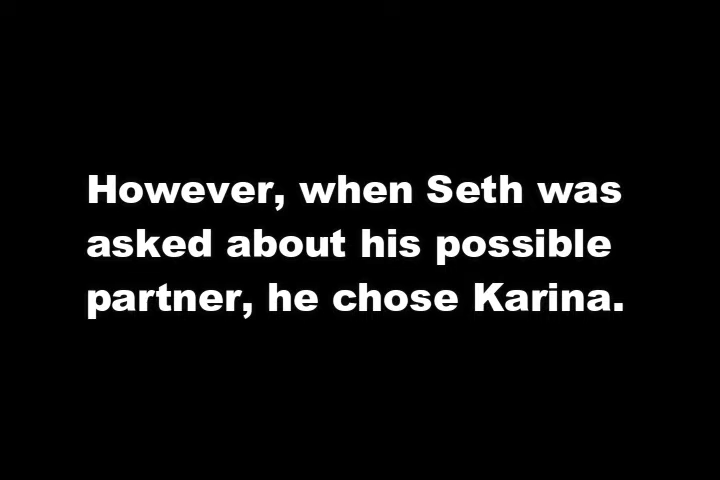 However, when Seth was
asked about his possible
partner, he chose Karina.